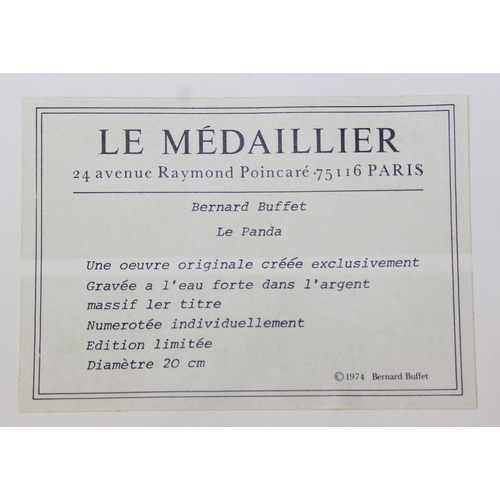 LE MÉDAILLIER
24 avenue Raymond Poincaré · 75116 PARIS
Bernard Buffet
Le Panda
Une oeuvre originale créée exclusivement
Gravée a l'eau forte dans l'argent
massif 1er titre
Numerotée individuellement
Edition limitée
Diamètre 20 cm
© 1974 Bernard Buffet